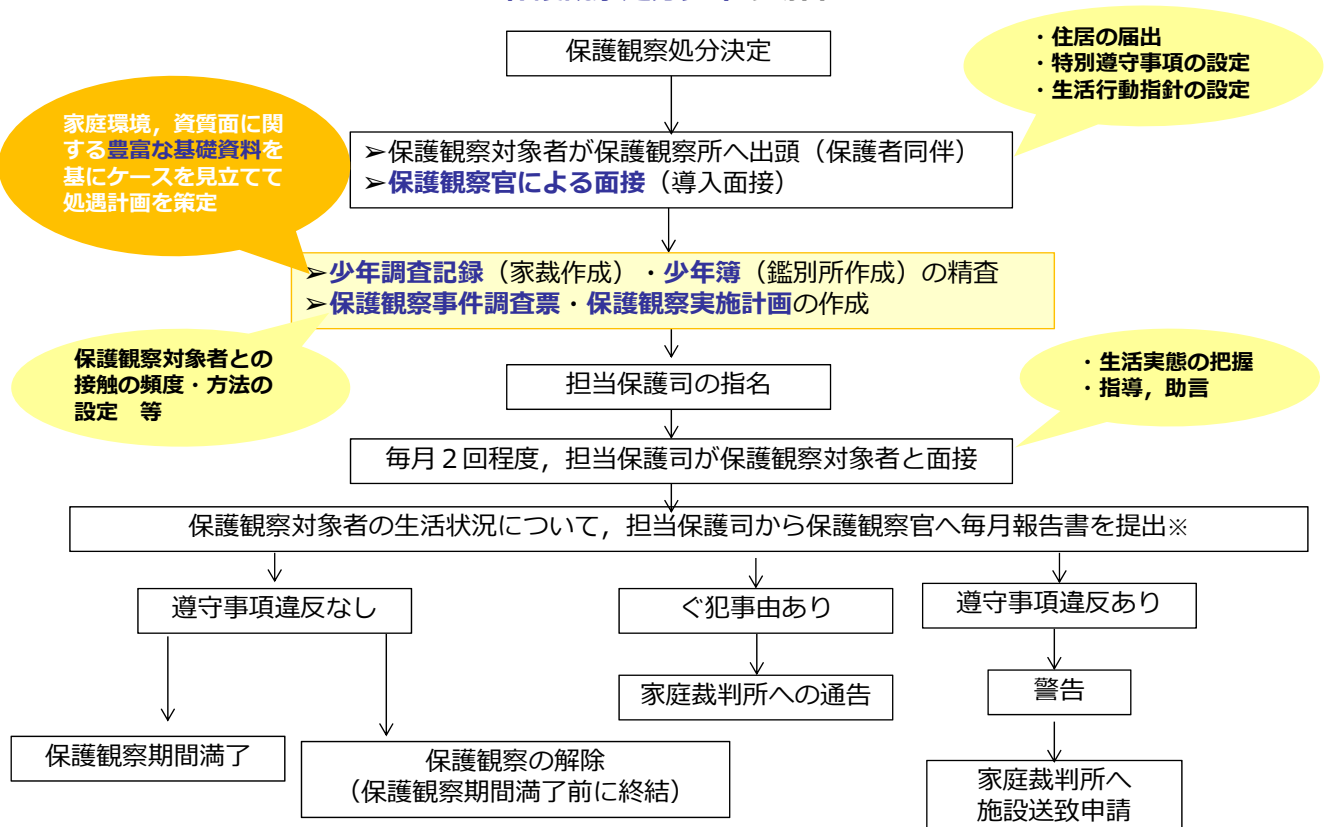 保護観察処分決定
・住居の届出
・特別遵守事項の設定
・生活行動指針の設定
家庭環境，資質面に関
する豊富な基礎資料を
基にケースを見立てて
処遇計画を策定
➢保護観察対象者が保護観察所へ出頭（保護者同伴）
➢保護観察官による面接（導入面接）
➢少年調査記録（家裁作成）・少年簿（鑑別所作成）の精査
➢保護観察事件調査票・保護観察実施計画の作成
保護観察対象者との
接触の頻度・方法の
設定　等
担当保護司の指名
・生活実態の把握
・指導，助言
毎月２回程度，担当保護司が保護観察対象者と面接
保護観察対象者の生活状況について，担当保護司から保護観察官へ毎月報告書を提出※
遵守事項違反なし
ぐ犯事由あり
遵守事項違反あり
家庭裁判所への通告
警告
保護観察期間満了
保護観察の解除
（保護観察期間満了前に終結）
家庭裁判所へ
施設送致申請